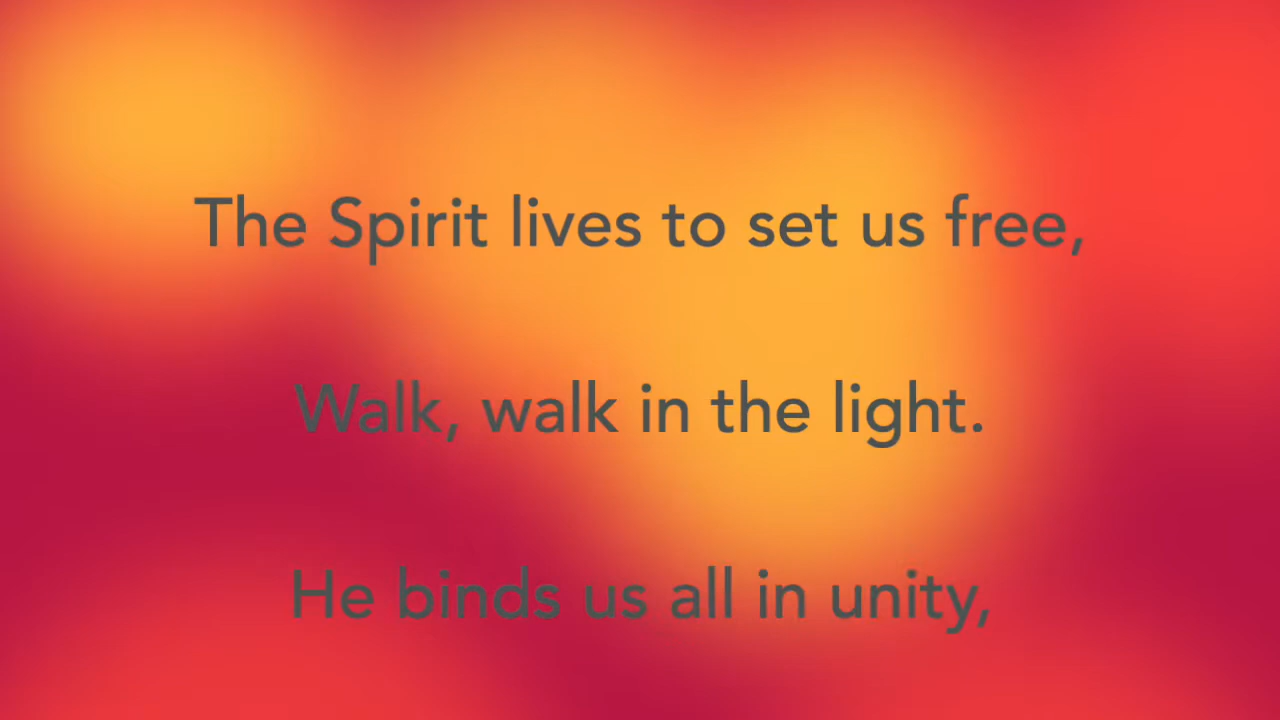 The Spirit lives to set us free,
Walk, walk in the light.
He binds us all in unity,